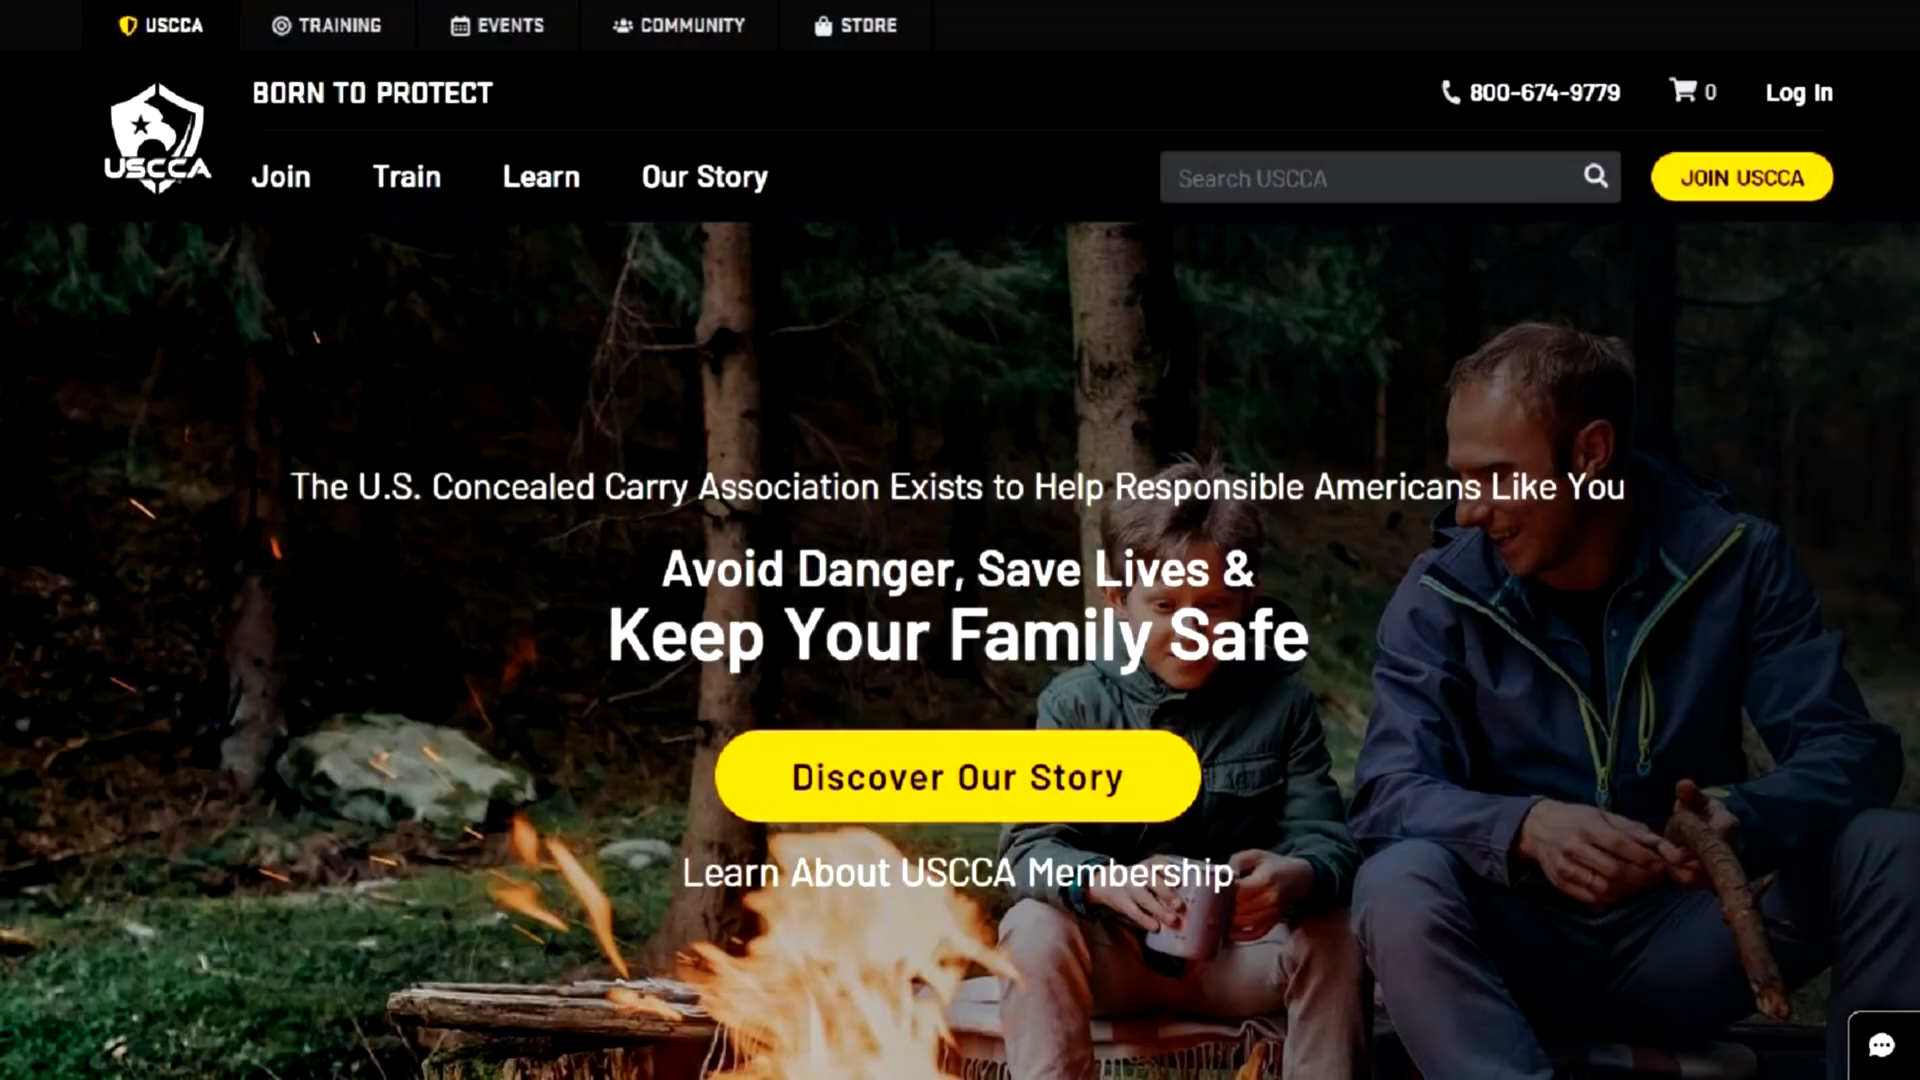 USCCA
TRAINING
EVENTS
COMMUNITY
STORE
USCCA
BORN TO PROTECT
800-674-9779
0
Log In
Join
Train
Learn
Our Story
Search USCCA
JOIN USCCA
The U.S. Concealed Carry Association Exists to Help Responsible Americans Like You
Avoid Danger, Save Lives &
Keep Your Family Safe
Discover Our Story
Learn About USCCA Membership